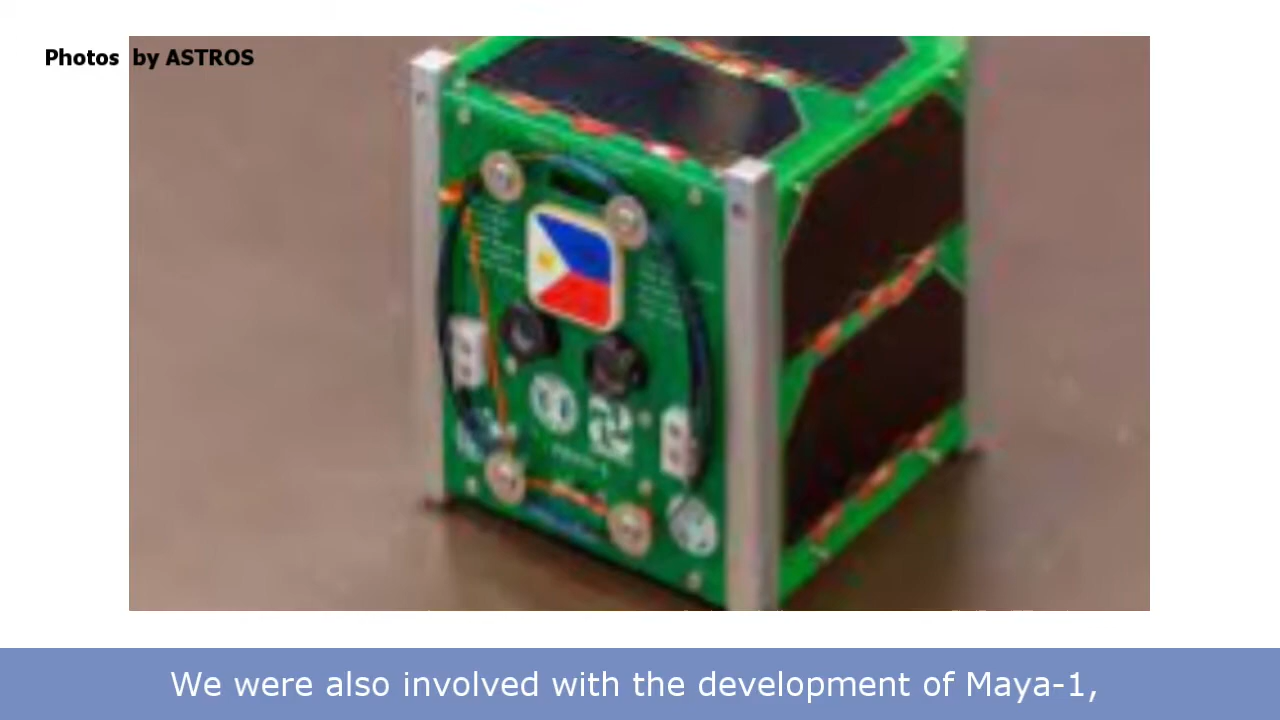 Photos by ASTROS
We were also involved with the development of Maya-1,